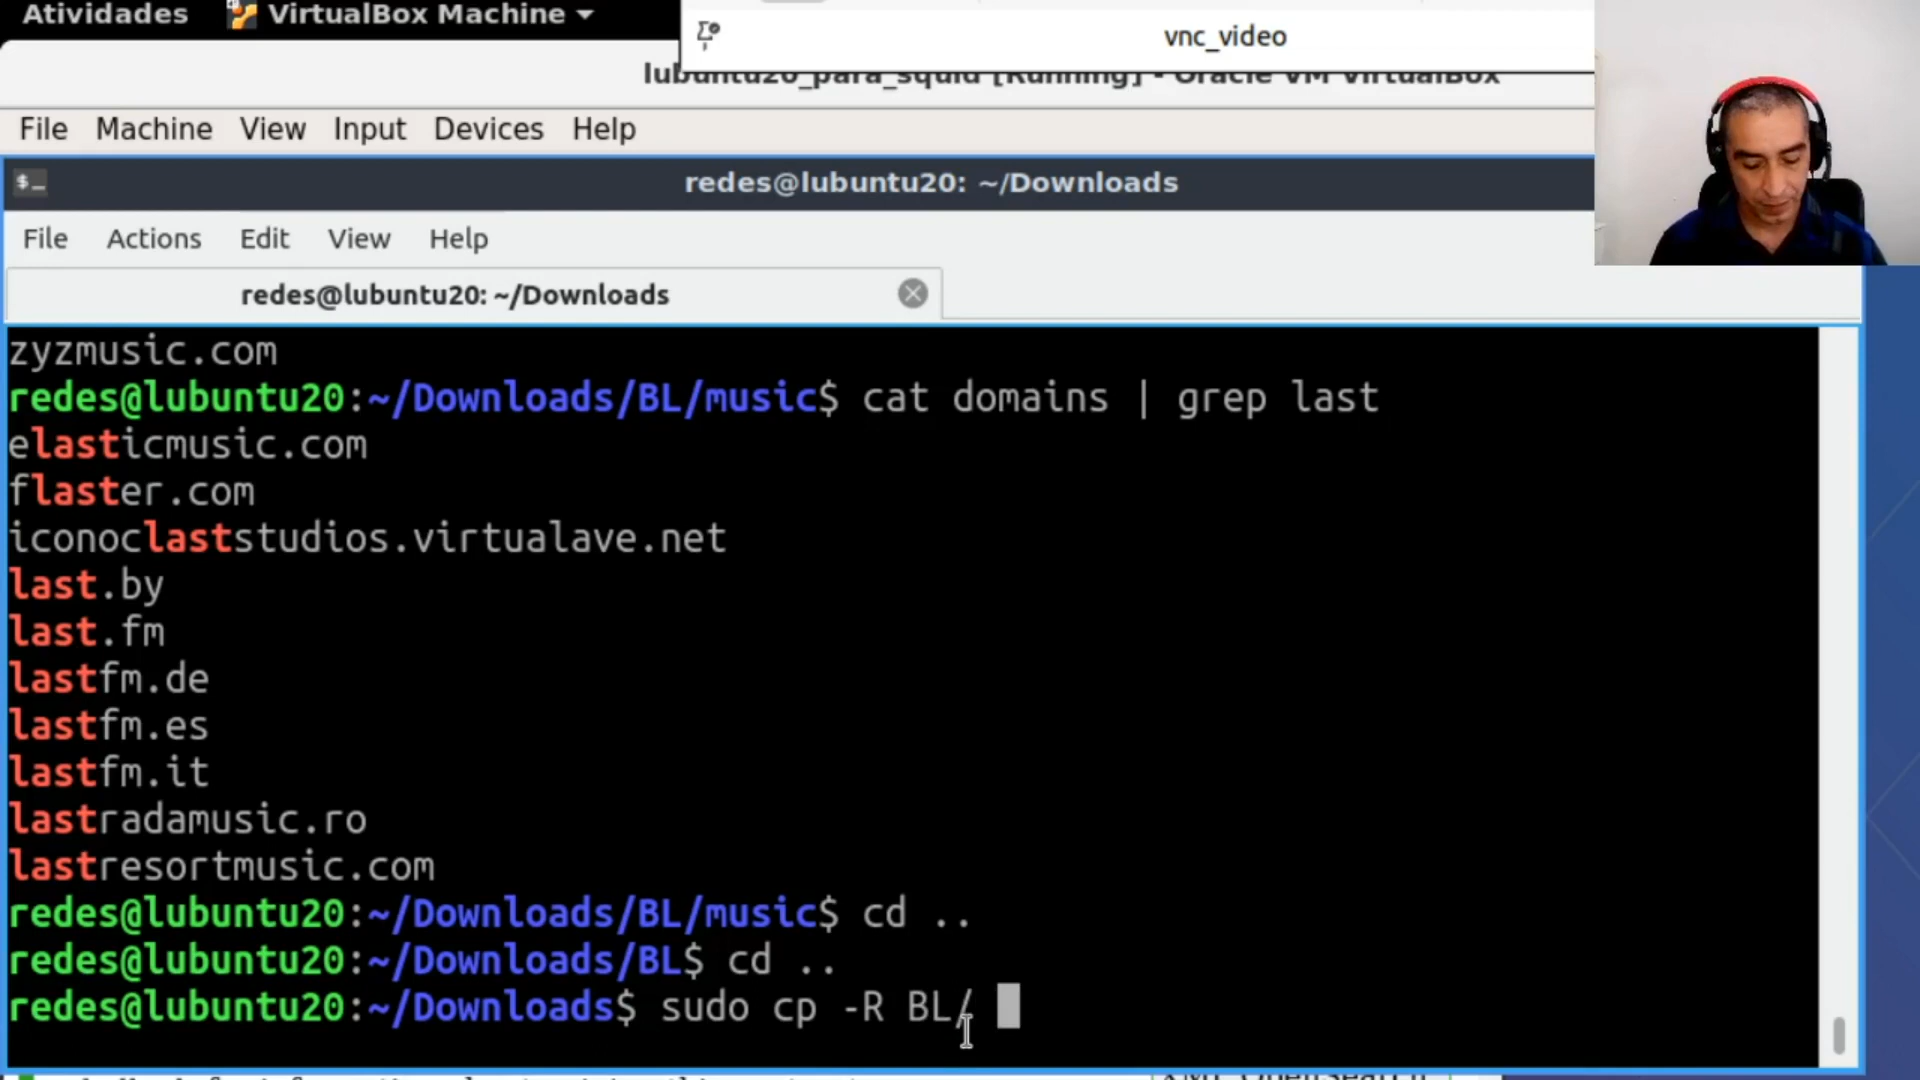 Atividades VirtualBox Machine
vnc_video
lubuntu20_para_squid [Running] - Oracle VM VirtualBox
File Machine View Input Devices Help
redes@lubuntu20: ~/Downloads
File Actions Edit View Help
redes@lubuntu20: ~/Downloads
zyzmusic.com
redes@lubuntu20:~/Downloads/BL/music$ cat domains | grep last
elasticmusic.com
flaster.com
iconoclaststudios.virtualave.net
last.by
last.fm
lastfm.de
lastfm.es
lastfm.it
lastradamusic.ro
lastresortmusic.com
redes@lubuntu20:~/Downloads/BL/music$ cd ..
redes@lubuntu20:~/Downloads/BL$ cd ..
redes@lubuntu20:~/Downloads$ sudo cp -R BL/